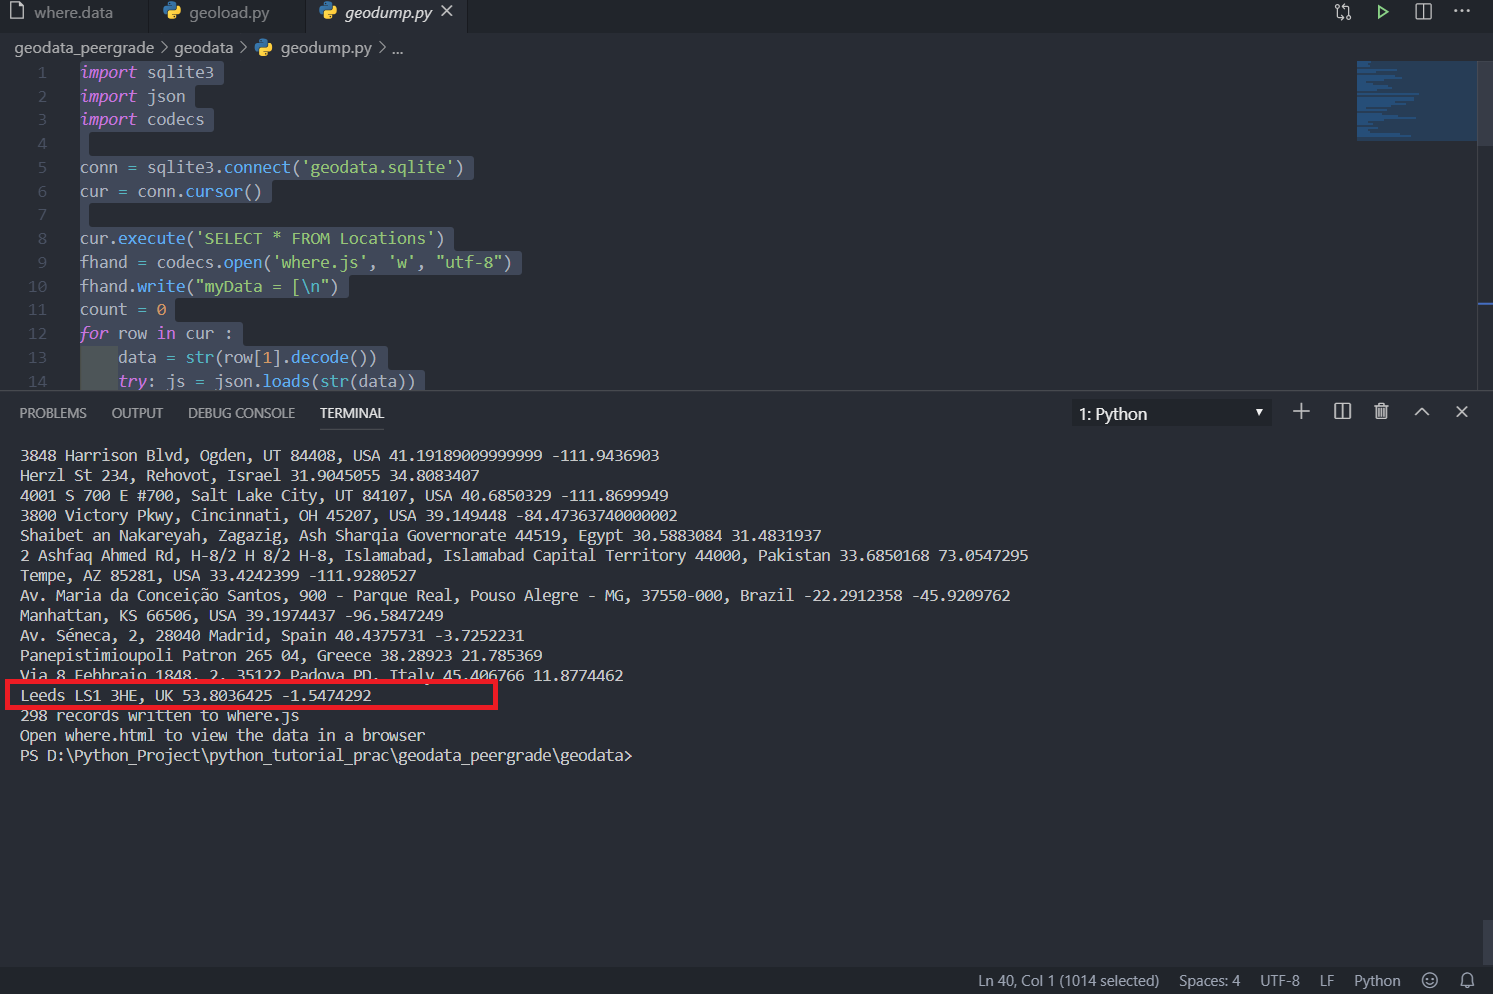 where.data geoload.py geodump.py
geodata_peergrade > geodata > geodump.py > ...
1 import sqlite3
2 import json
3 import codecs
4
5 conn = sqlite3.connect('geodata.sqlite')
6 cur = conn.cursor()
7
8 cur.execute('SELECT * FROM Locations')
9 fhand = codecs.open('where.js', 'w', "utf-8")
10 fhand.write("myData = [\n")
11 count = 0
12 for row in cur :
13 data = str(row[1].decode())
14 try: js = json.loads(str(data))
PROBLEMS OUTPUT DEBUG CONSOLE TERMINAL 1: Python
3848 Harrison Blvd, Ogden, UT 84408, USA 41.19189009999999 -111.9436903
Herzl St 234, Rehovot, Israel 31.9045055 34.8083407
4001 S 700 E #700, Salt Lake City, UT 84107, USA 40.6850329 -111.8699949
3800 Victory Pkwy, Cincinnati, OH 45207, USA 39.149448 -84.47363740000002
Shaibet an Nakareyah, Zagazig, Ash Sharqia Governorate 44519, Egypt 30.5883084 31.4831937
2 Ashfaq Ahmed Rd, H-8/2 H 8/2 H-8, Islamabad, Islamabad Capital Territory 44000, Pakistan 33.6850168 73.0547295
Tempe, AZ 85281, USA 33.4242399 -111.9280527
Av. Maria da Conceição Santos, 900 - Parque Real, Pouso Alegre - MG, 37550-000, Brazil -22.2912358 -45.9209762
Manhattan, KS 66506, USA 39.1974437 -96.5847249
Av. Séneca, 2, 28040 Madrid, Spain 40.4375731 -3.7252231
Panepistimioupoli Patron 265 04, Greece 38.28923 21.785369
Via 8 Febbraio 1848, 2, 35122 Padova PD, Italy 45.406766 11.8774462
Leeds LS1 3HE, UK 53.8036425 -1.5474292
298 records written to where.js
Open where.html to view the data in a browser
PS D:\Python_Project\python_tutorial_prac\geodata_peergrade\geodata>
Ln 40, Col 1 (1014 selected) Spaces: 4 UTF-8 LF Python